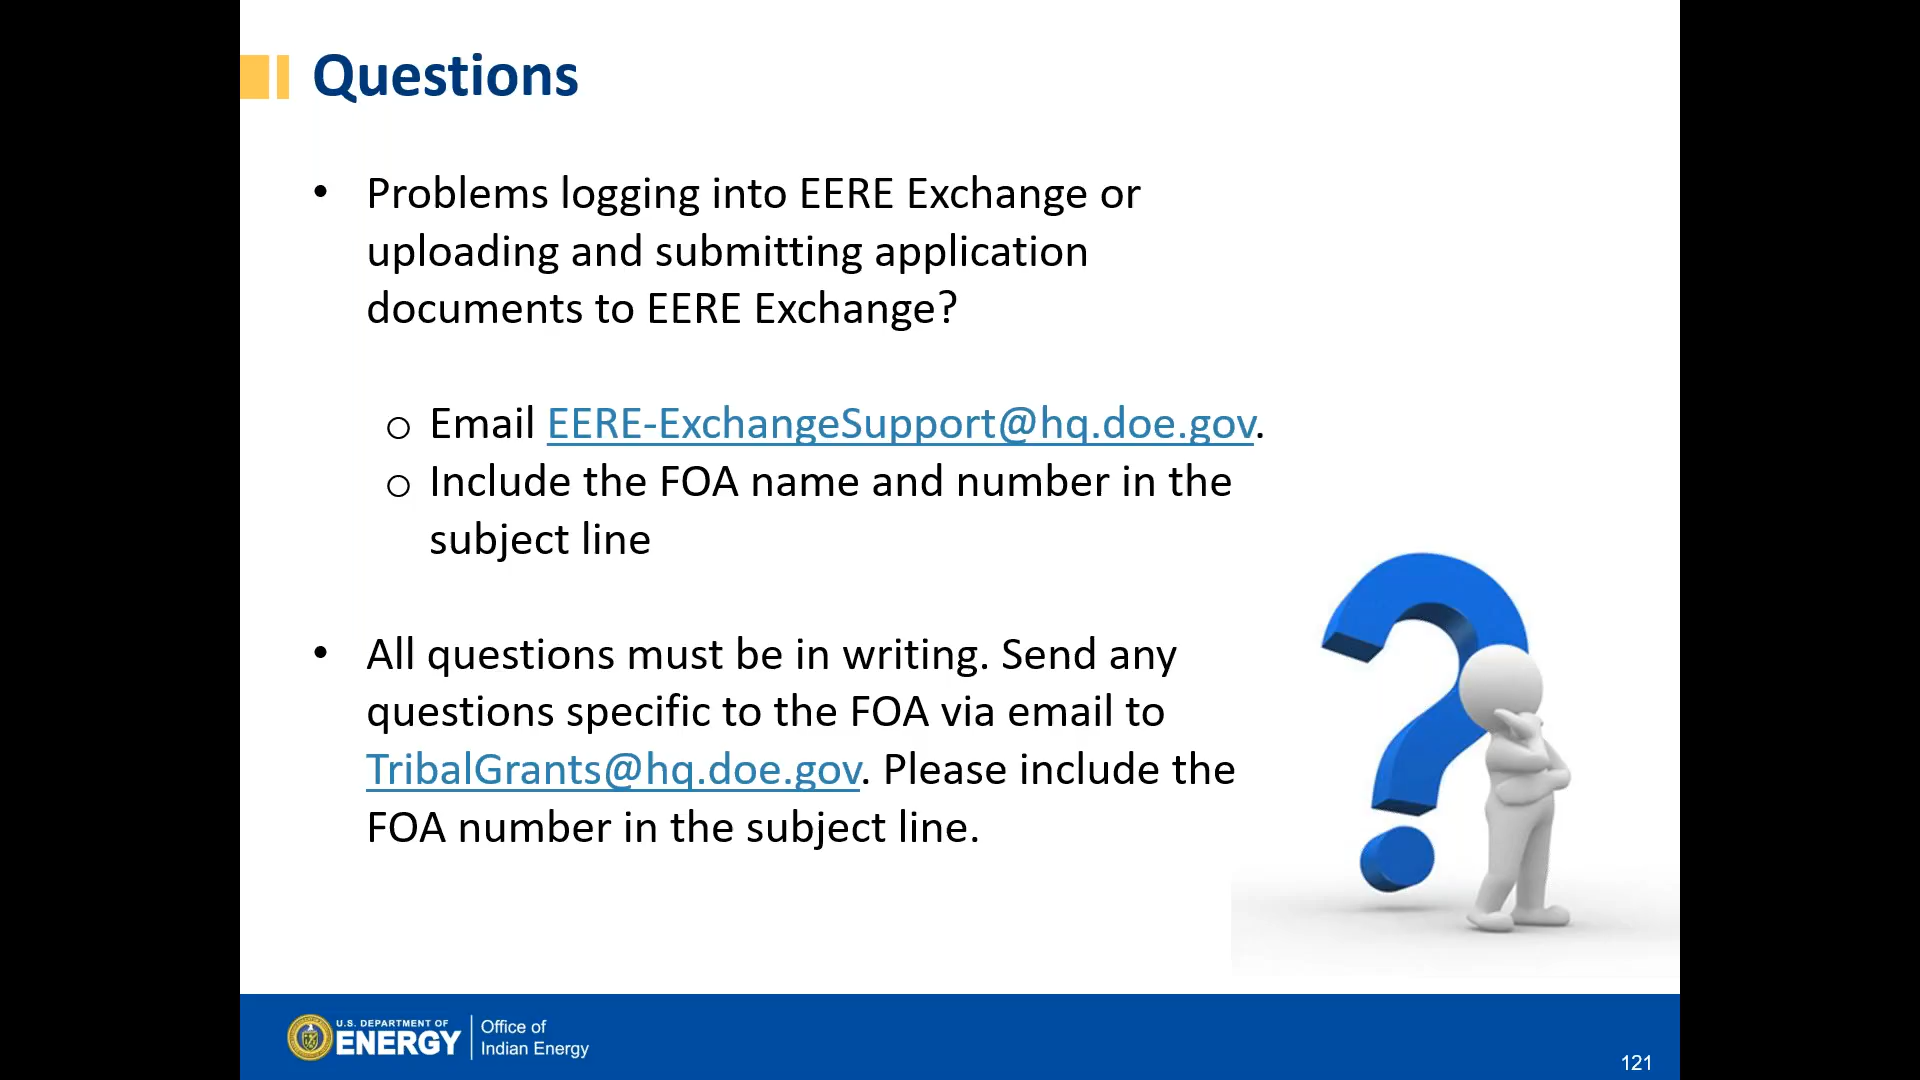 Questions
• Problems logging into EERE Exchange or
uploading and submitting application
documents to EERE Exchange?
o Email EERE-ExchangeSupport@hq.doe.gov.
o Include the FOA name and number in the
subject line
• All questions must be in writing. Send any
questions specific to the FOA via email to
TribalGrants@hq.doe.gov. Please include the
FOA number in the subject line.
U.S. DEPARTMENT OF
ENERGY
Office of
Indian Energy
121